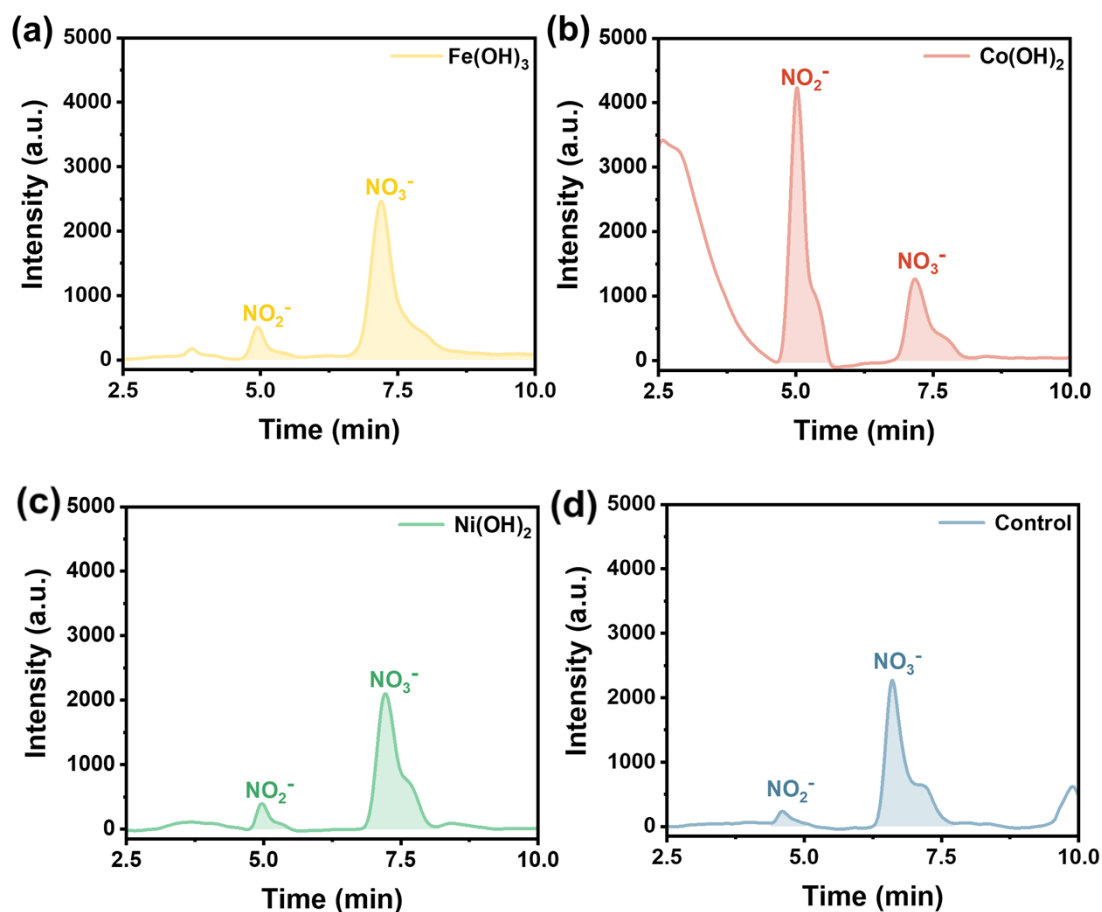 (a)
Fe(OH)₃
Intensity (a.u.)
5000
4000
3000
2000
1000
0
NO₂⁻
NO₃⁻
2.5
5.0
7.5
10.0
Time (min)
(b)
Co(OH)₂
Intensity (a.u.)
5000
4000
3000
2000
1000
0
NO₂⁻
NO₃⁻
2.5
5.0
7.5
10.0
Time (min)
(c)
Ni(OH)₂
Intensity (a.u.)
5000
4000
3000
2000
1000
0
NO₂⁻
NO₃⁻
2.5
5.0
7.5
10.0
Time (min)
(d)
Control
Intensity (a.u.)
5000
4000
3000
2000
1000
0
NO₂⁻
NO₃⁻
2.5
5.0
7.5
10.0
Time (min)